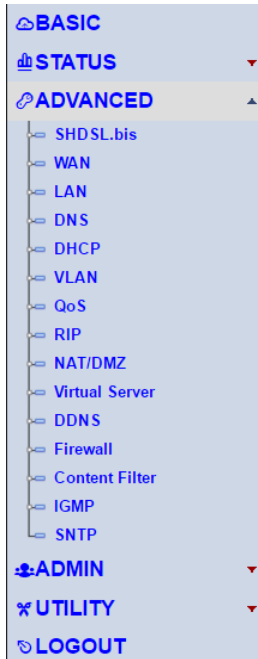 BASIC
STATUS
ADVANCED
SHDSL.bis
WAN
LAN
DNS
DHCP
VLAN
QoS
RIP
NAT/DMZ
Virtual Server
DDNS
Firewall
Content Filter
IGMP
SNTP
ADMIN
UTILITY
LOGOUT